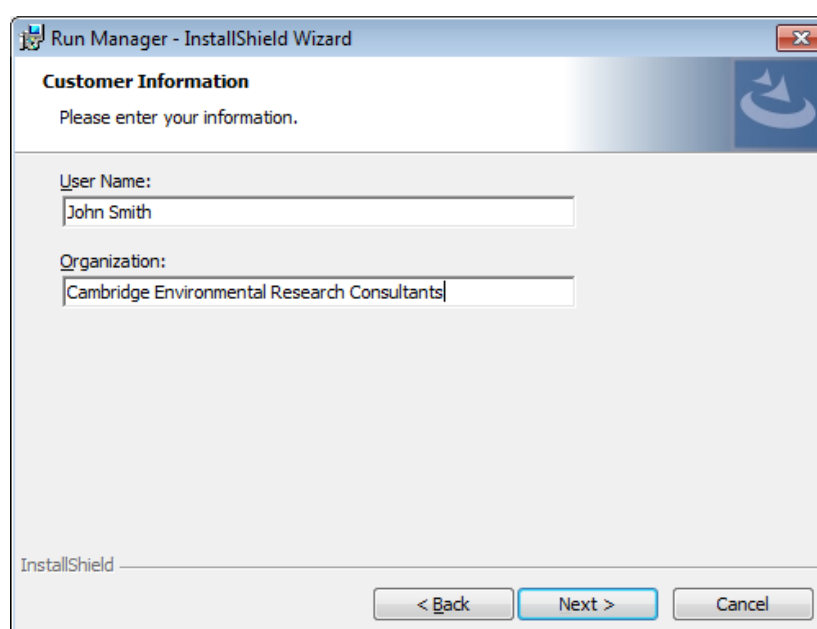 Run Manager - InstallShield Wizard
Customer Information
Please enter your information.
User Name:
John Smith
Organization:
Cambridge Environmental Research Consultants
InstallShield
< Back Next > Cancel